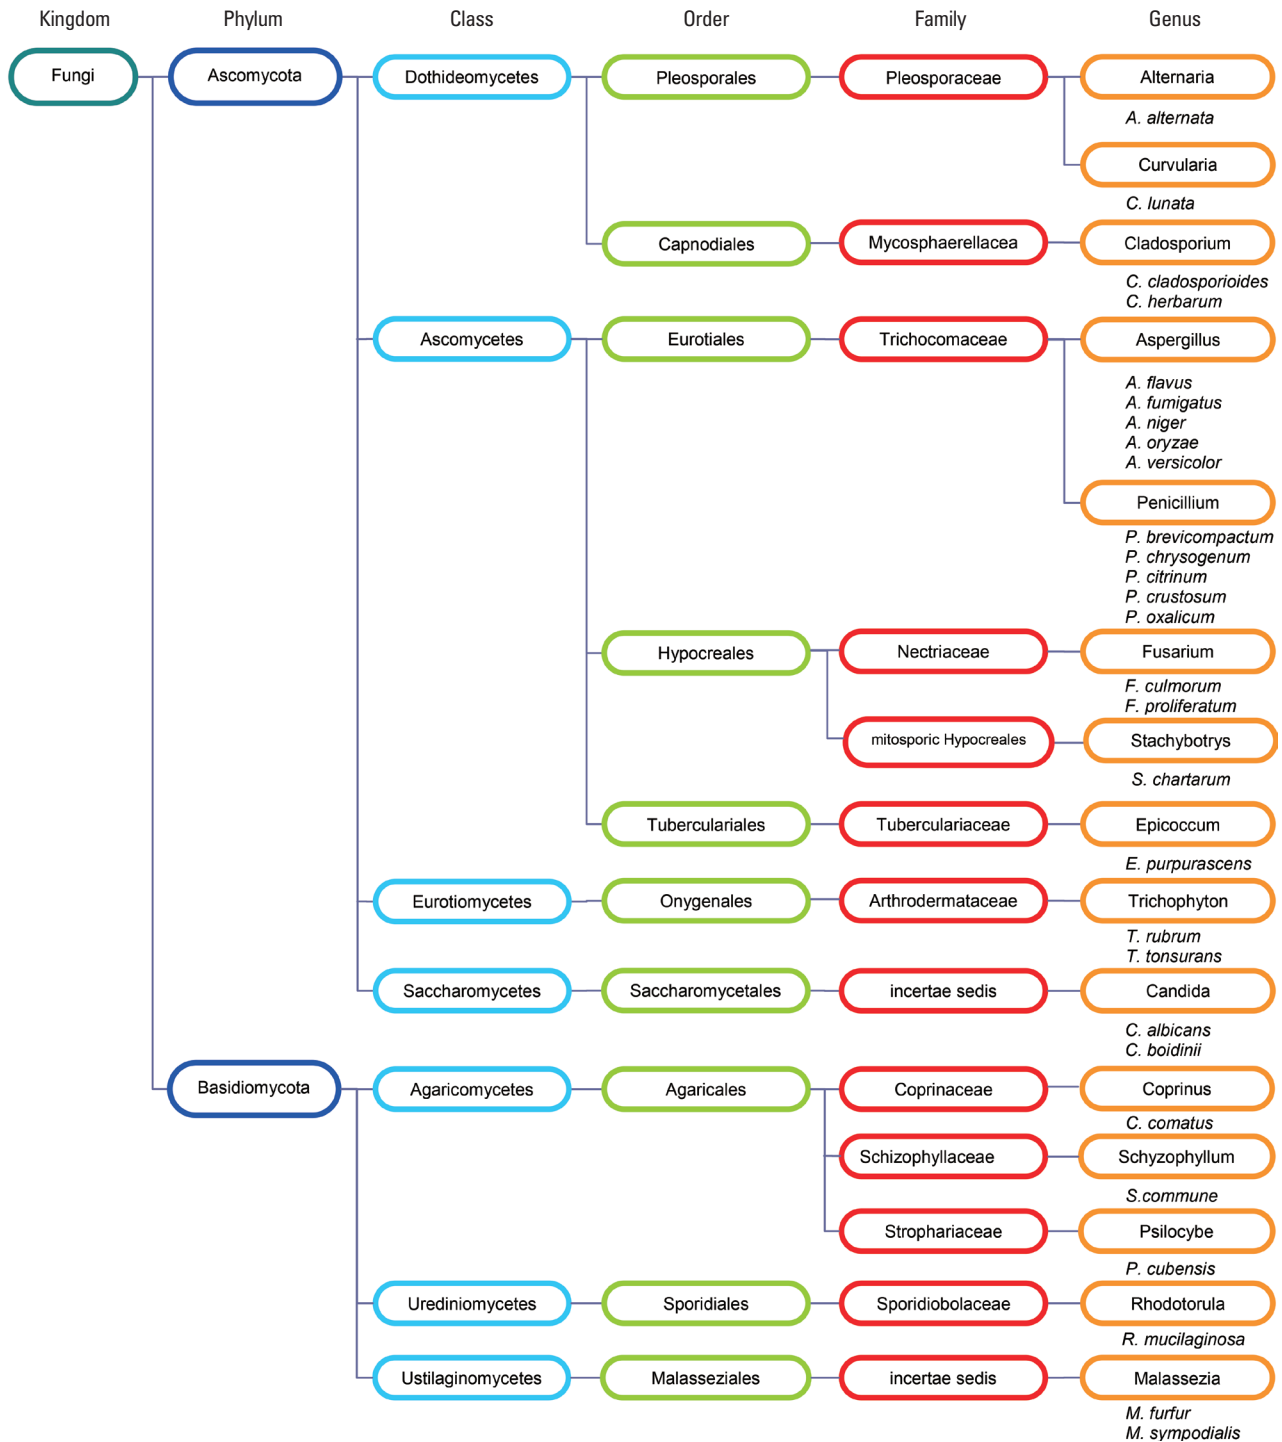 Kingdom Phylum Class Order Family Genus
Fungi Ascomycota Dothideomycetes Pleosporales Pleosporaceae Alternaria
A. alternata
Curvularia
C. lunata
Capnodiales Mycosphaerellacea Cladosporium
C. cladosporioides
C. herbarum
Ascomycetes Eurotiales Trichocomaceae Aspergillus
A. flavus
A. fumigatus
A. niger
A. oryzae
A. versicolor
Penicillium
P. brevicompactum
P. chrysogenum
P. citrinum
P. crustosum
P. oxalicum
Hypocreales Nectriaceae Fusarium
F. culmorum
F. proliferatum
mitosporic Hypocreales Stachybotrys
S. chartarum
Tuberculariales Tuberculariaceae Epicoccum
E. purpurascens
Eurotiomycetes Onygenales Arthrodermataceae Trichophyton
T. rubrum
T. tonsurans
Saccharomycetes Saccharomycetales incertae sedis Candida
C. albicans
C. boidinii
Basidiomycota Agaricomycetes Agaricales Coprinaceae Coprinus
C. comatus
Schizophyllaceae Schyzophyllum
S.commune
Strophariaceae Psilocybe
P. cubensis
Urediniomycetes Sporidiales Sporidiobolaceae Rhodotorula
R. mucilaginosa
Ustilaginomycetes Malasseziales incertae sedis Malassezia
M. furfur
M. sympodialis